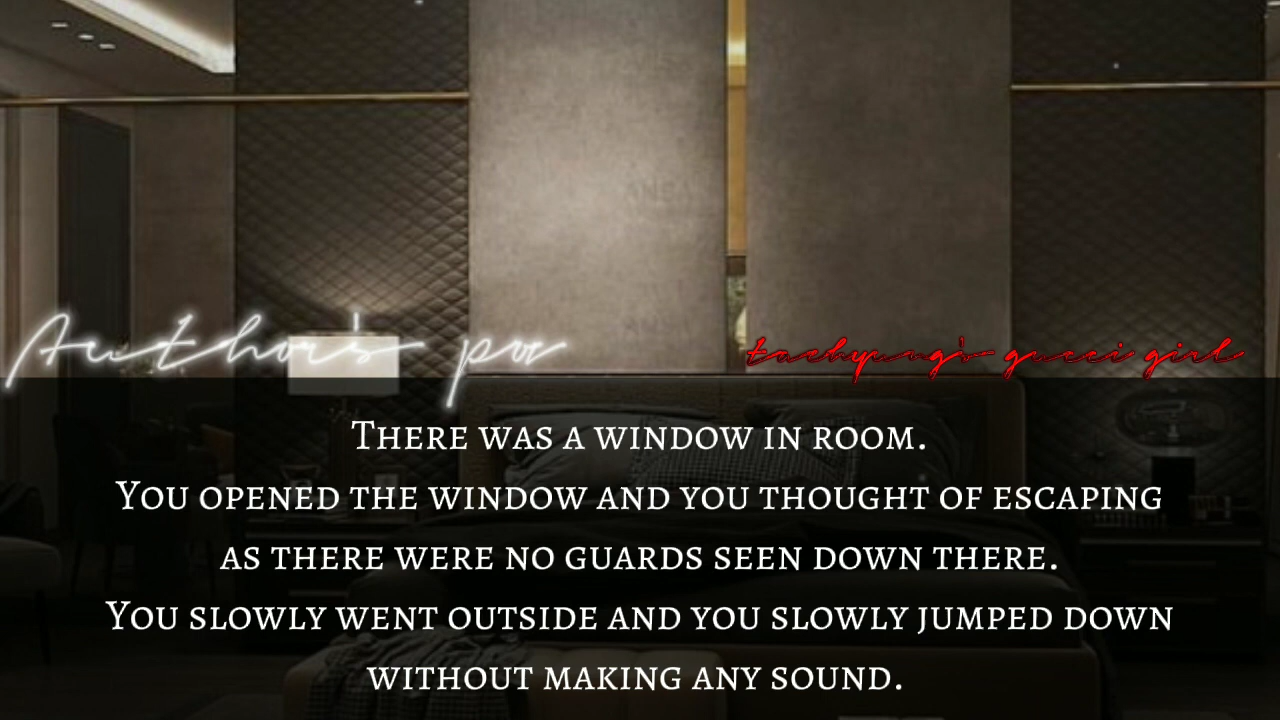 Author's pov
taehyung's gucci girl
There was a window in room.
You opened the window and you thought of escaping
as there were no guards seen down there.
You slowly went outside and you slowly jumped down
without making any sound.